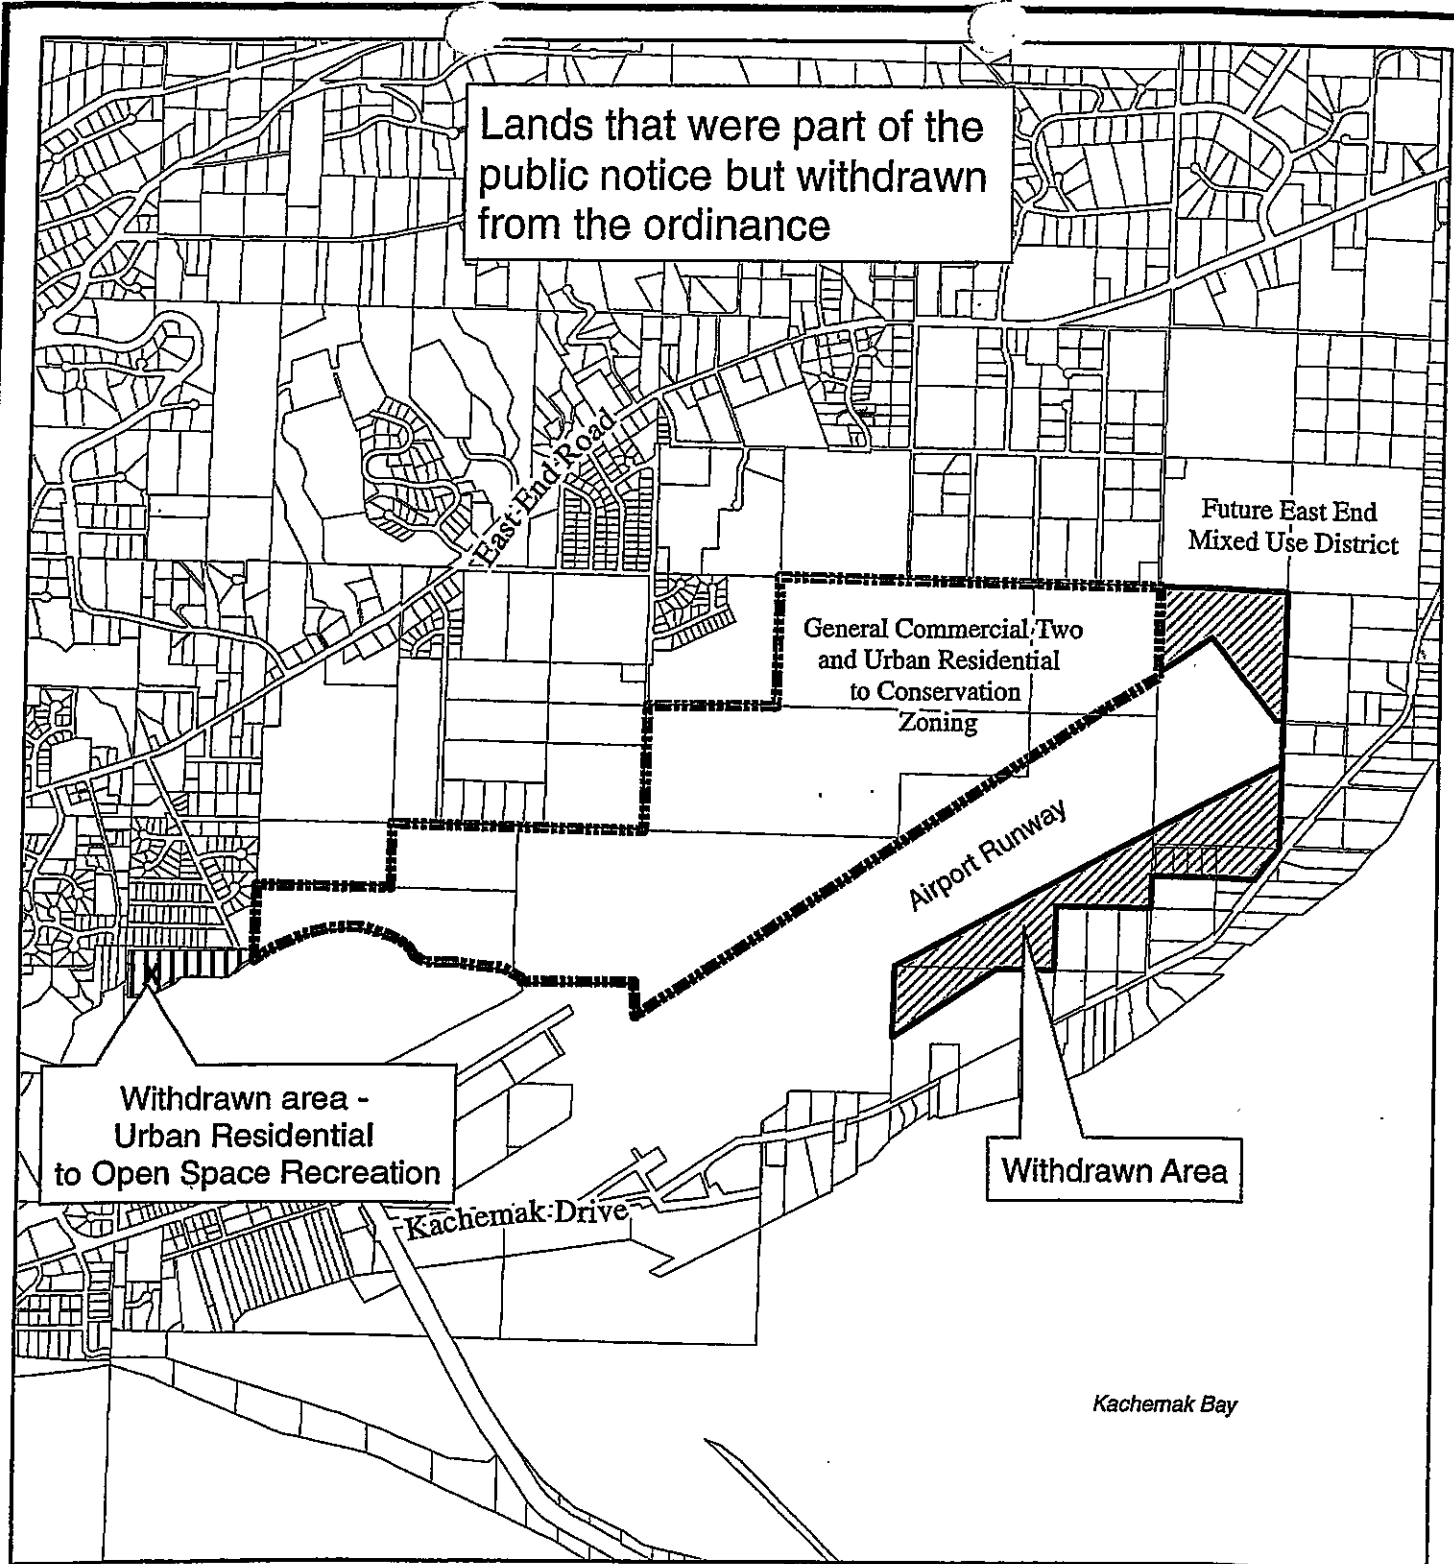 Lands that were part of the
public notice but withdrawn
from the ordinance
East End Road
Future East End
Mixed Use District
General Commercial Two
and Urban Residential
to Conservation
Zoning
Airport Runway
X
Withdrawn area -
Urban Residential
to Open Space Recreation
Withdrawn Area
Kachemak Drive
Kachemak Bay